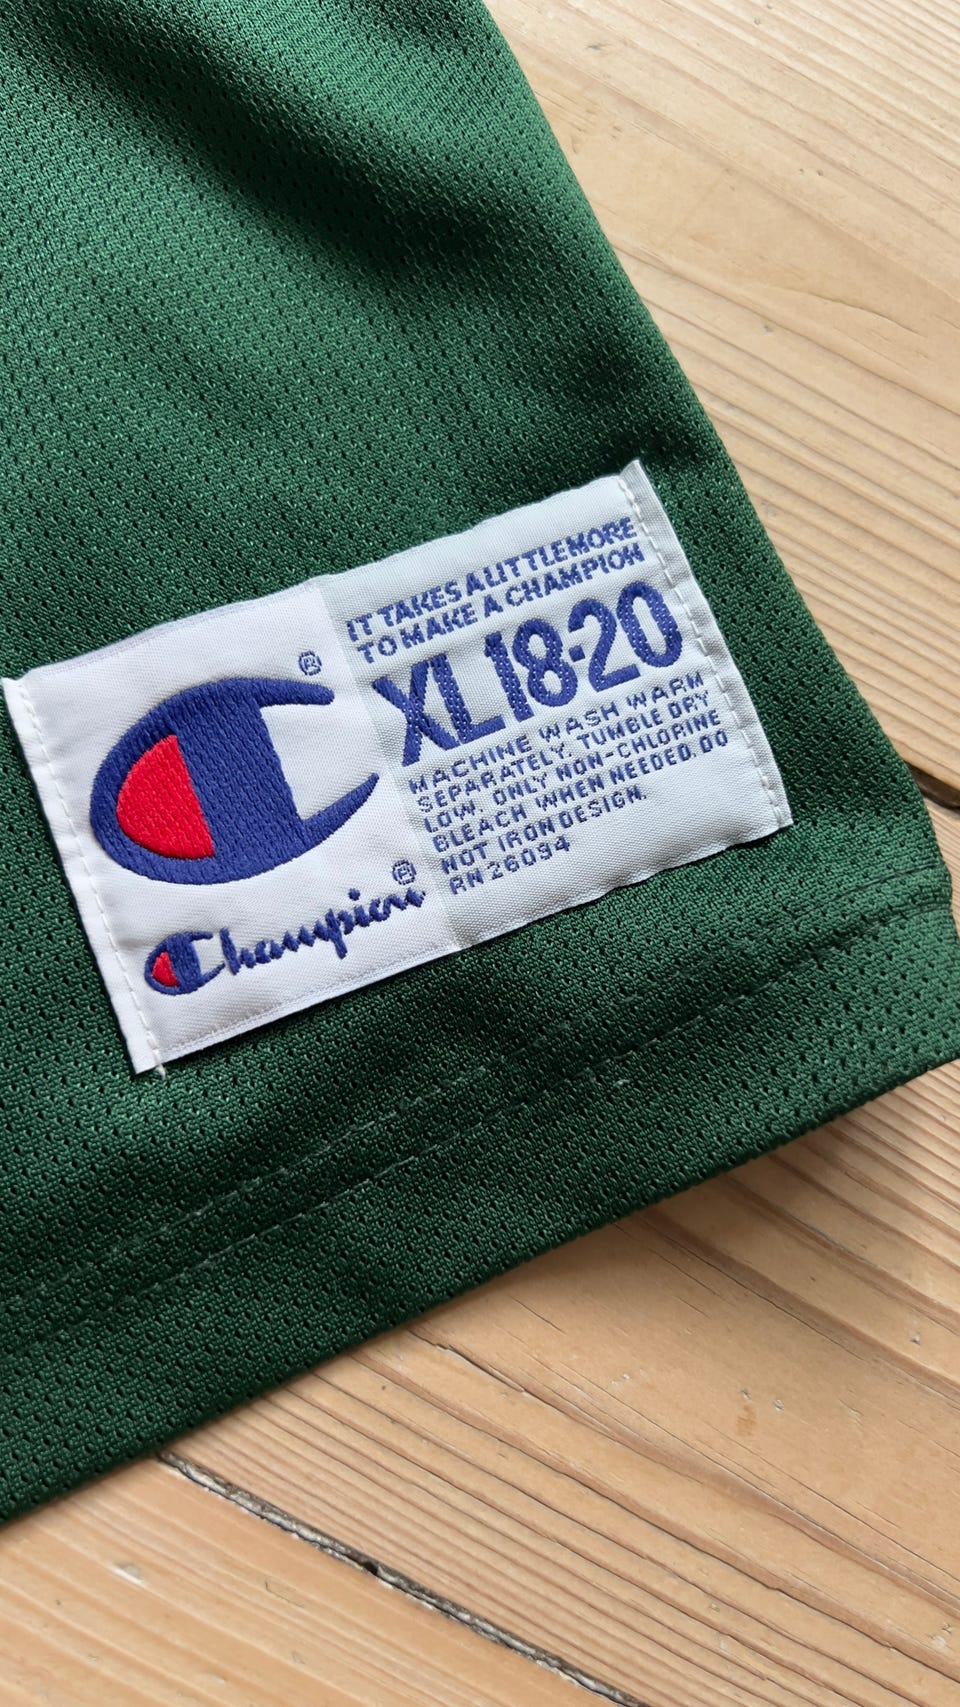 ®
Champion®
IT TAKES A LITTLE MORE
TO MAKE A CHAMPION
XL 18-20
MACHINE WASH WARM
SEPARATELY. TUMBLE DRY
LOW. ONLY NON-CHLORINE
BLEACH WHEN NEEDED. DO
NOT IRON DESIGN.
RN 26094